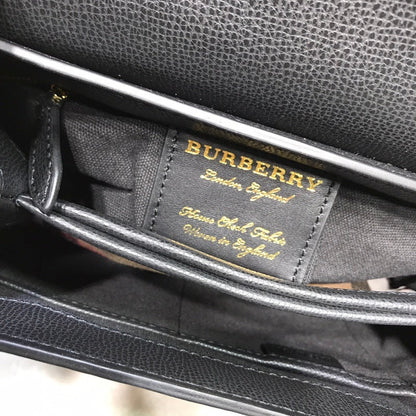 BURBERRY
London, England
House Check Fabric
Woven in England